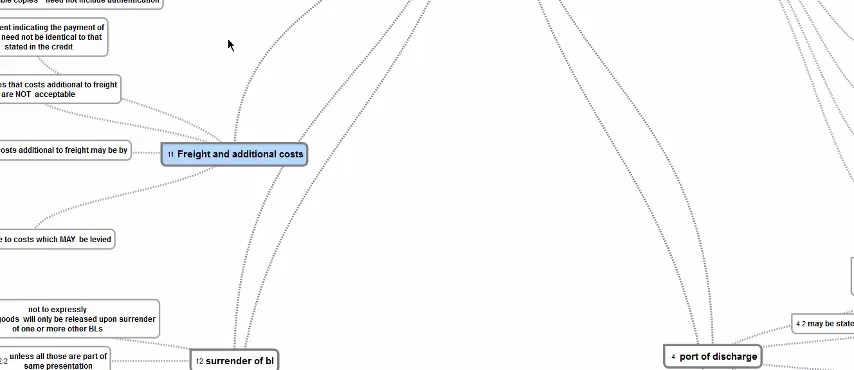 copies need not include authentication
indicating the payment of
need not be identical to that
stated in the credit
that costs additional to freight
are NOT acceptable
costs additional to freight may be by
11 Freight and additional costs
to costs which MAY be levied
not to expressly
goods will only be released upon surrender
of one or more other BLs
unless all those are part of
same presentation
12 surrender of bl
4 port of discharge
4.2 may be state